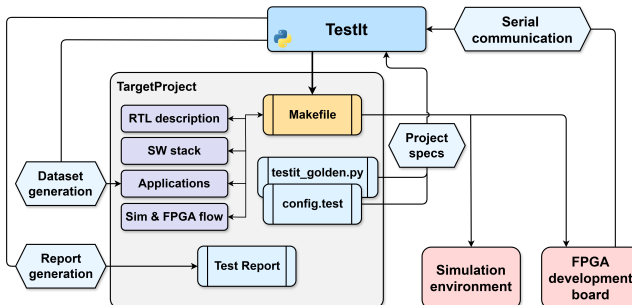 TestIt
Serial
communication
TargetProject
Makefile
RTL description
SW stack
Applications
Sim & FPGA flow
Project
specs
testit_golden.py
config.test
Dataset
generation
Report
generation
Test Report
Simulation
environment
FPGA
development
board